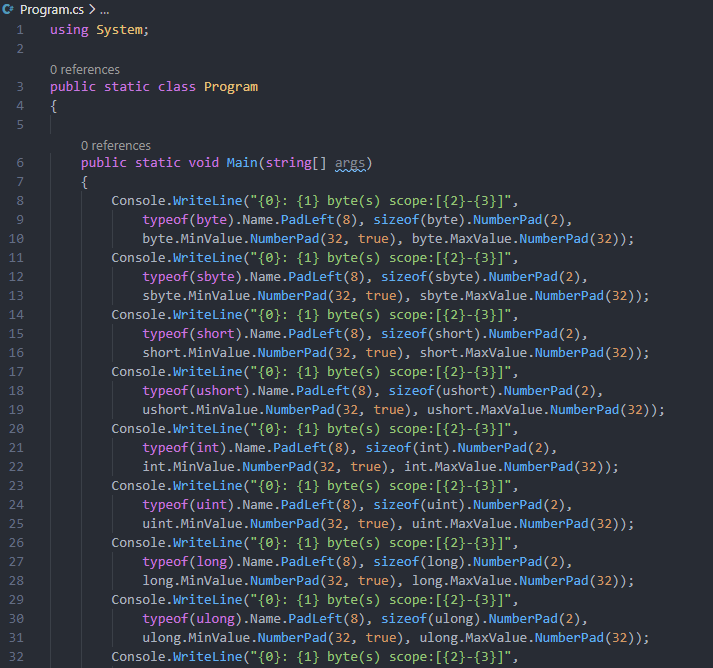 Program.cs > ...
1 using System;
2
0 references
3 public static class Program
4 {
5
0 references
6 public static void Main(string[] args)
7 {
8 Console.WriteLine("{0}: {1} byte(s) scope:[{2}-{3}]",
9 typeof(byte).Name.PadLeft(8), sizeof(byte).NumberPad(2),
10 byte.MinValue.NumberPad(32, true), byte.MaxValue.NumberPad(32));
11 Console.WriteLine("{0}: {1} byte(s) scope:[{2}-{3}]",
12 typeof(sbyte).Name.PadLeft(8), sizeof(sbyte).NumberPad(2),
13 sbyte.MinValue.NumberPad(32, true), sbyte.MaxValue.NumberPad(32));
14 Console.WriteLine("{0}: {1} byte(s) scope:[{2}-{3}]",
15 typeof(short).Name.PadLeft(8), sizeof(short).NumberPad(2),
16 short.MinValue.NumberPad(32, true), short.MaxValue.NumberPad(32));
17 Console.WriteLine("{0}: {1} byte(s) scope:[{2}-{3}]",
18 typeof(ushort).Name.PadLeft(8), sizeof(ushort).NumberPad(2),
19 ushort.MinValue.NumberPad(32, true), ushort.MaxValue.NumberPad(32));
20 Console.WriteLine("{0}: {1} byte(s) scope:[{2}-{3}]",
21 typeof(int).Name.PadLeft(8), sizeof(int).NumberPad(2),
22 int.MinValue.NumberPad(32, true), int.MaxValue.NumberPad(32));
23 Console.WriteLine("{0}: {1} byte(s) scope:[{2}-{3}]",
24 typeof(uint).Name.PadLeft(8), sizeof(uint).NumberPad(2),
25 uint.MinValue.NumberPad(32, true), uint.MaxValue.NumberPad(32));
26 Console.WriteLine("{0}: {1} byte(s) scope:[{2}-{3}]",
27 typeof(long).Name.PadLeft(8), sizeof(long).NumberPad(2),
28 long.MinValue.NumberPad(32, true), long.MaxValue.NumberPad(32));
29 Console.WriteLine("{0}: {1} byte(s) scope:[{2}-{3}]",
30 typeof(ulong).Name.PadLeft(8), sizeof(ulong).NumberPad(2),
31 ulong.MinValue.NumberPad(32, true), ulong.MaxValue.NumberPad(32));
32 Console.WriteLine("{0}: {1} byte(s) scope:[{2}-{3}]",